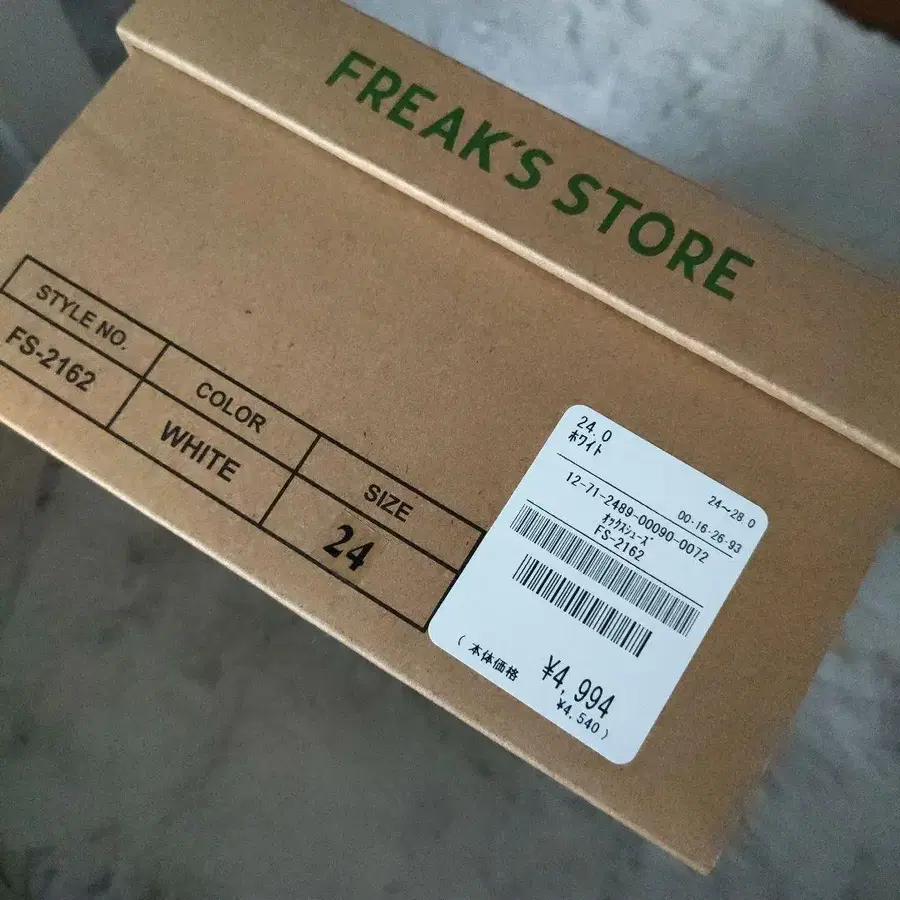 FREAK'S STORE
STYLE NO. COLOR SIZE
FS-2162 WHITE 24
24.0
ホワイト
24~28.0
00-16-26-93
12-71-2489-00090-0072
オックスシューズ
FS-2162
¥4,994
(本体価格 ¥4,540)